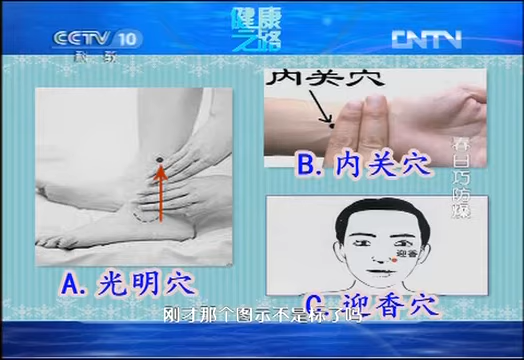 CCTV 10
科教
健康之路
CNTV
内关穴
B.内关穴
春日巧防燥
迎香
A.光明穴
C.迎香穴
刚才那个图示不是标了吗